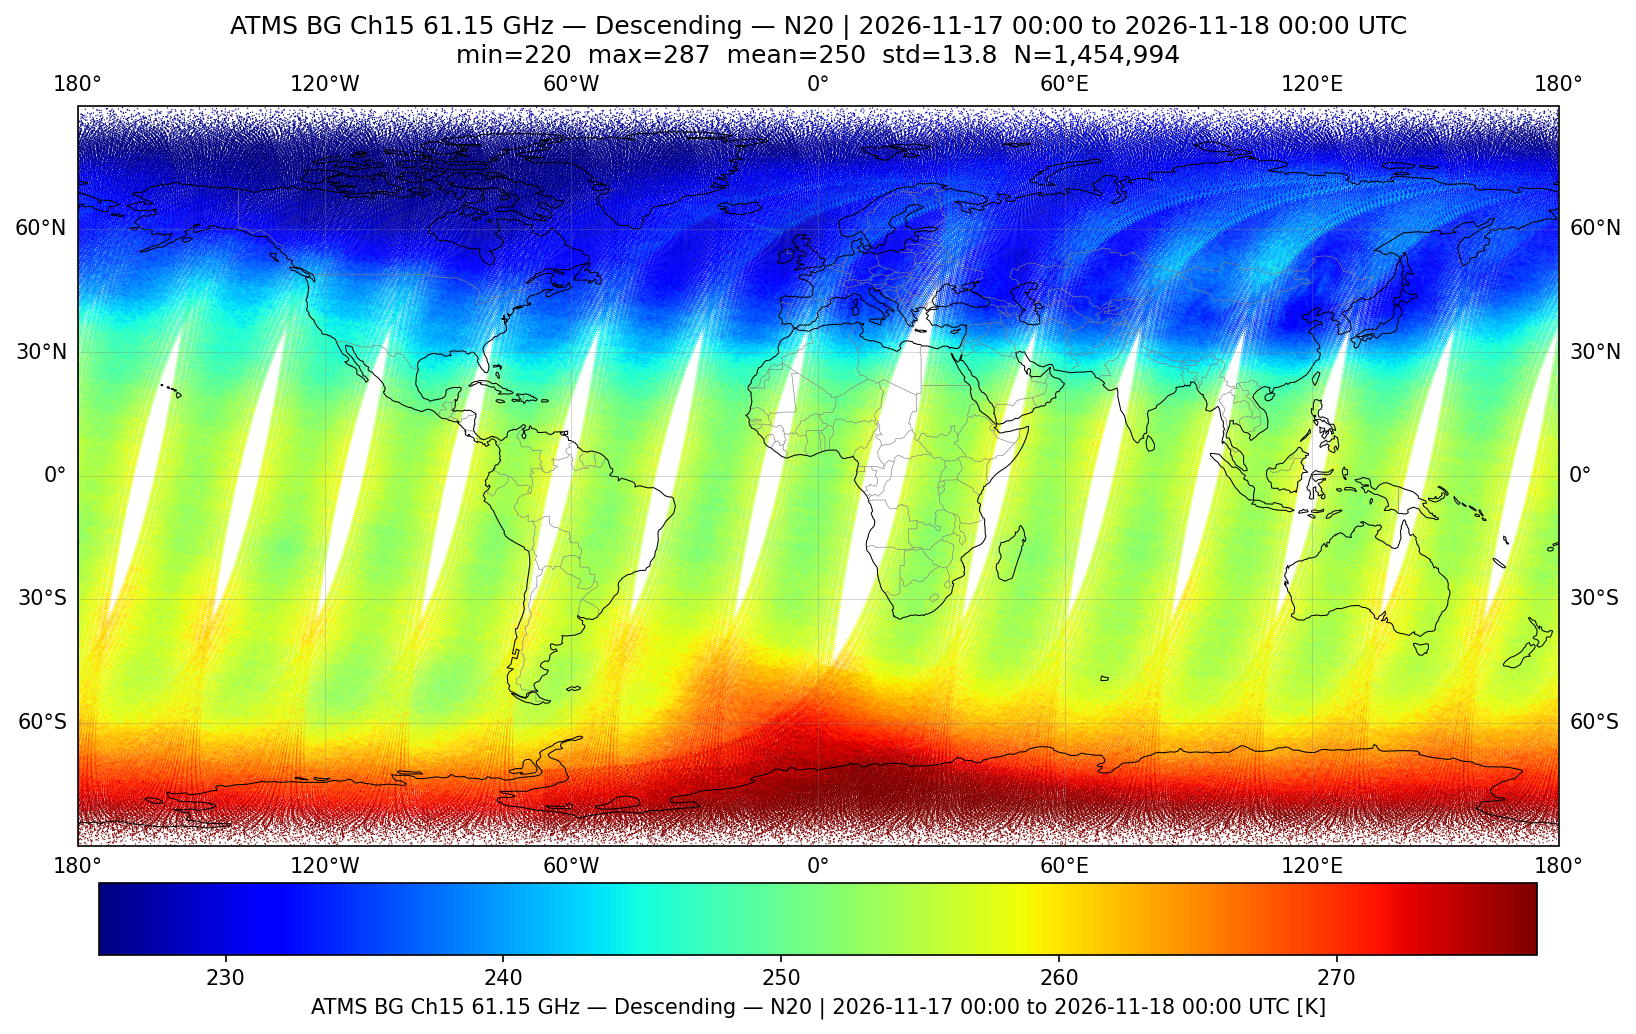 ATMS BG Ch15 61.15 GHz — Descending — N20 | 2026-11-17 00:00 to 2026-11-18 00:00 UTC
min=220 max=287 mean=250 std=13.8 N=1,454,994
180° 120°W 60°W 0° 60°E 120°E 180°
60°N 60°N
30°N 30°N
0° 0°
30°S 30°S
60°S 60°S
180° 120°W 60°W 0° 60°E 120°E 180°
230 240 250 260 270
ATMS BG Ch15 61.15 GHz — Descending — N20 | 2026-11-17 00:00 to 2026-11-18 00:00 UTC [K]